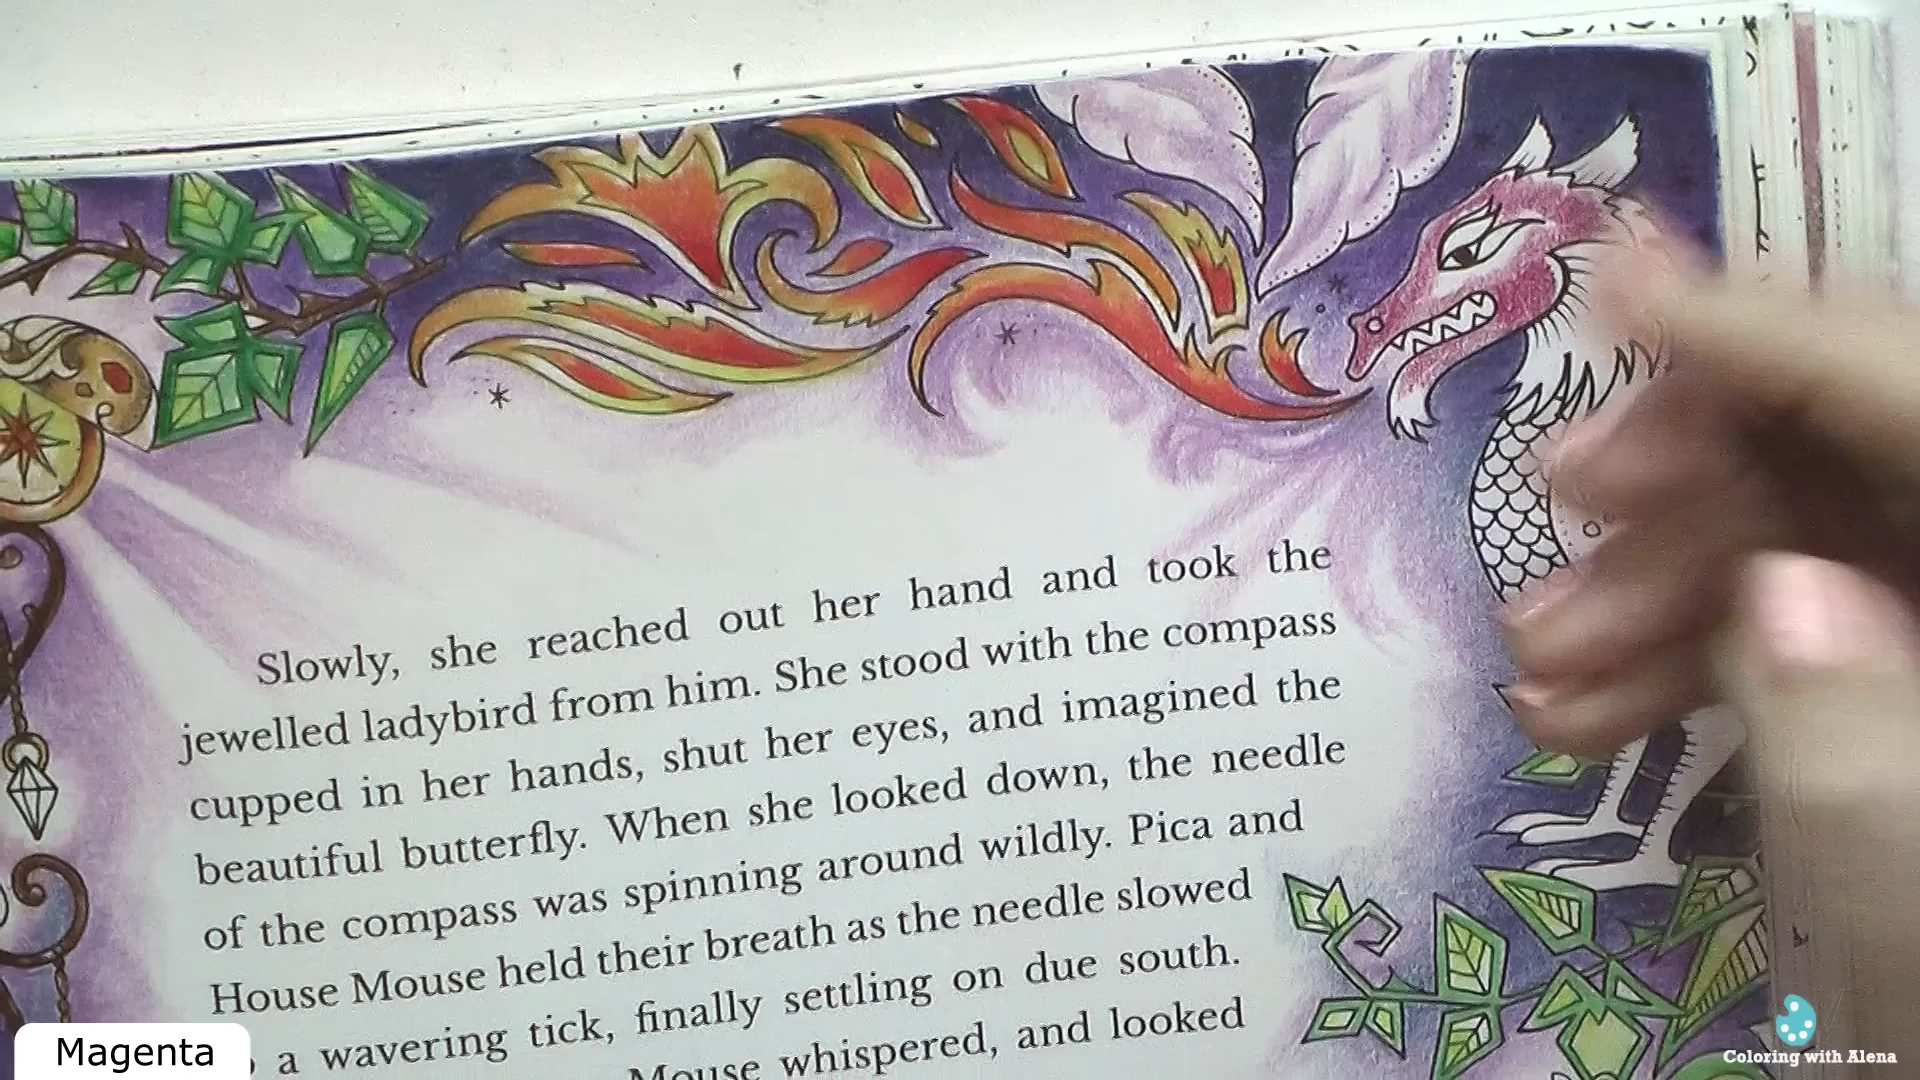 Slowly, she reached out her hand and took the
jewelled ladybird from him. She stood with the compass
cupped in her hands, shut her eyes, and imagined the
beautiful butterfly. When she looked down, the needle
of the compass was spinning around wildly. Pica and
House Mouse held their breath as the needle slowed
a wavering tick, finally settling on due south.
Mouse whispered, and looked
Magenta
Coloring with Alena